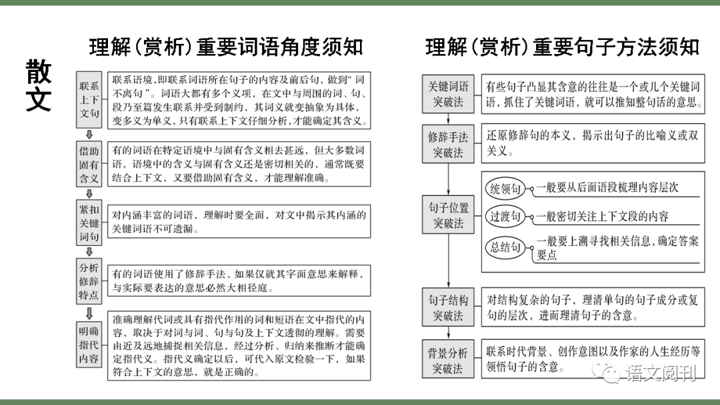 散文
理解（赏析）重要词语角度须知
联系
上下
文句
联系语境,即联系词语所在句子的内容及前后句，做到“词
不离句”。词语大都有多个义项，在文中与周围的词、句、
段乃至篇发生联系并受到制约，其词义就变抽象为具体，
变多义为单义，只有联系上下文仔细分析,才能确定其含义。
借助
固有
含义
有的词语在特定语境中与固有含义相去甚远，但大多数词
语，语境中的含义与固有含义还是密切相关的，通常既要
结合上下文，又要借助固有含义，才能理解准确。
紧扣
关键
词句
对内涵丰富的词语，理解时要全面，对文中揭示其内涵的
关键词语不可遗漏。
分析
修辞
特点
有的词语使用了修辞手法，如果仅就其字面意思来解释，
与实际要表达的意思必然大相径庭。
明确
指代
内容
准确理解代词或具有指代作用的词和短语在文中指代的内
容，取决于对词与词、句与句及上下文透彻的理解。需要
由近及远地捕捉相关信息，经过分析、归纳来推断才能确
定指代义。指代义确定以后，可代入原文检验一下，如果
符合上下文的意思，就是正确的。
理解（赏析）重要句子方法须知
关键词语
突破法
有些句子凸显其含意的往往是一个或几个关键词
语，抓住了关键词语，就可以推知整句话的意思。
修辞手法
突破法
还原修辞句的本义，揭示出句子的比喻义或双
关义。
句子位置
突破法
统领句
一般要从后面语段梳理内容层次
过渡句
一般密切关注上下文段的内容
总结句
一般要上溯寻找相关信息，确定答案
要点
句子结构
突破法
对结构复杂的句子，理清单句的句子成分或复
句的层次，进而理清子的含意。
背景分析
突破法
联系时代背景、创作意图以及作家的人生经历等
领悟句子的含意。
语文阅刊